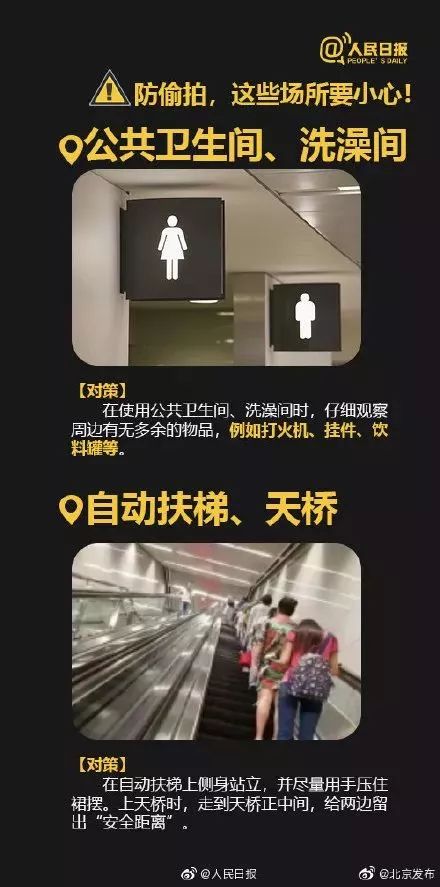 @人民日报
PEOPLE'S DAILY
防偷拍，这些场所要小心!
公共卫生间、洗澡间
【对策】
在使用公共卫生间、洗澡间时，仔细观察
周边有无多余的物品，例如打火机、挂件、饮
料罐等。
自动扶梯、天桥
【对策】
在自动扶梯上侧身站立，并尽量用手压住
裙摆。上天桥时，走到天桥正中间，给两边留
出“安全距离”。
@人民日报 @北京发布